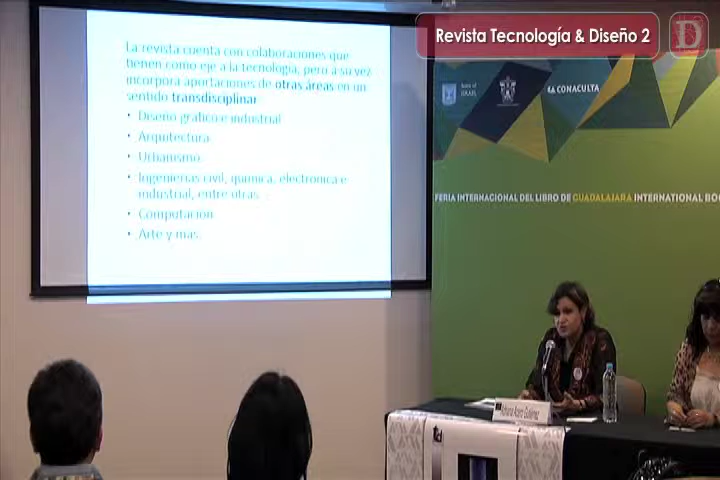 Revista Tecnología & Diseño 2
D
La revista cuenta con colaboraciones que
tienen como eje a la tecnología, pero a su vez
incorpora aportaciones de otras áreas en un
sentido transdisciplinar
• Diseño gráfico e industrial
• Arquitectura
• Urbanismo
• Ingenierías civil, química, electrónica e
industrial, entre otras.
• Computación
• Arte y más.
ISRAEL
CONACULTA
FERIA INTERNACIONAL DEL LIBRO DE GUADALAJARA INTERNATIONAL BOO